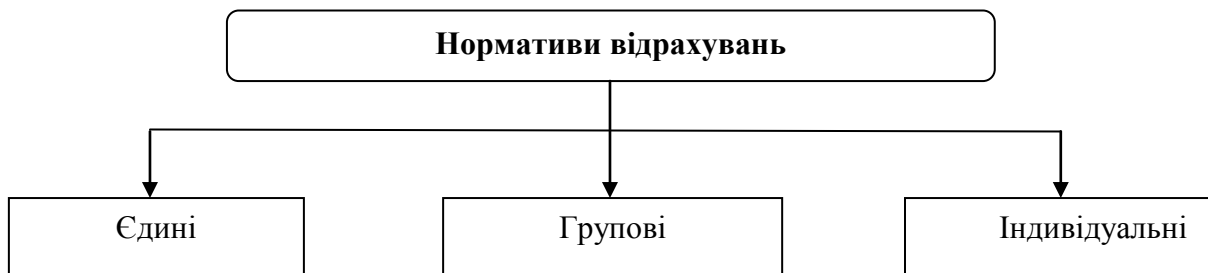 Нормативи відрахувань
Єдині
Групові
Індивідуальні